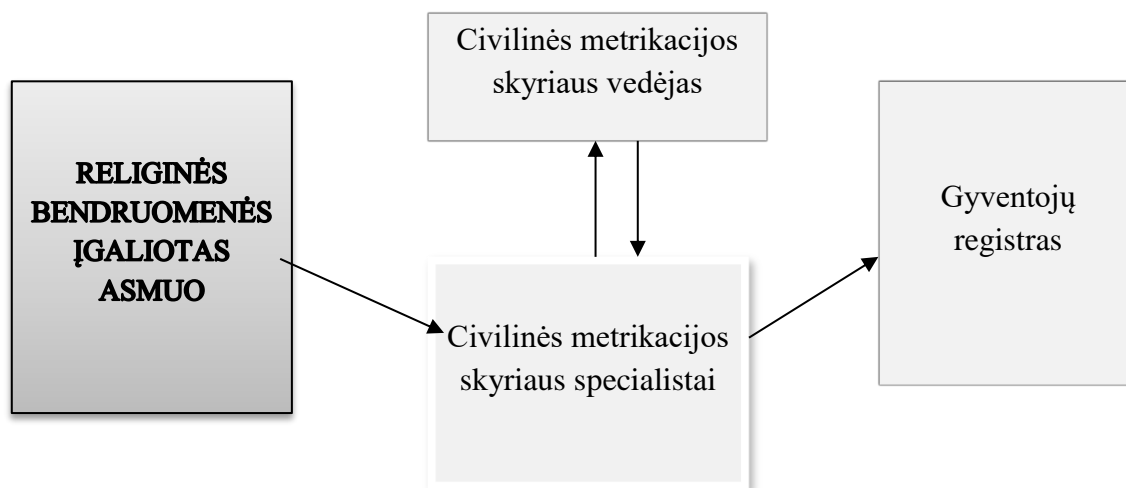 Civilinės metrikacijos
skyriaus vedėjas
RELIGINĖS
BENDRUOMENĖS
ĮGALIOTAS
ASMUO
Gyventojų
registras
Civilinės metrikacijos
skyriaus specialistai